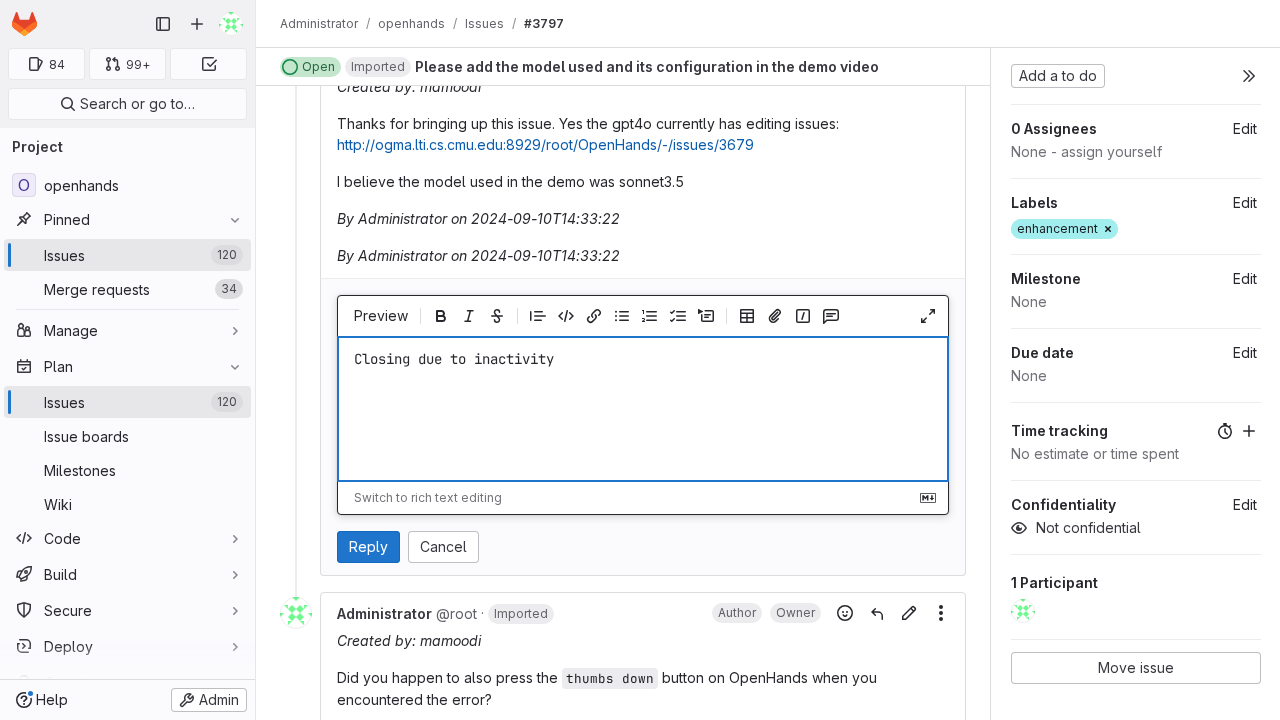 Administrator / openhands / Issues / #3797
84
99+
Search or go to…
Project
O openhands
Pinned
Issues 120
Merge requests 34
Manage
Plan
Issues 120
Issue boards
Milestones
Wiki
Code
Build
Secure
Deploy
Help
Admin
Open Imported Please add the model used and its configuration in the demo video
Created by: mamoodi
Thanks for bringing up this issue. Yes the gpt4o currently has editing issues:
http://ogma.lti.cs.cmu.edu:8929/root/OpenHands/-/issues/3679
I believe the model used in the demo was sonnet3.5
By Administrator on 2024-09-10T14:33:22
By Administrator on 2024-09-10T14:33:22
Preview
Closing due to inactivity
Switch to rich text editing
Reply Cancel
Administrator @root · Imported Author Owner
Created by: mamoodi
Did you happen to also press the thumbs down button on OpenHands when you
encountered the error?
Add a to do
0 Assignees Edit
None - assign yourself
Labels Edit
enhancement ×
Milestone Edit
None
Due date Edit
None
Time tracking
No estimate or time spent
Confidentiality Edit
Not confidential
1 Participant
Move issue